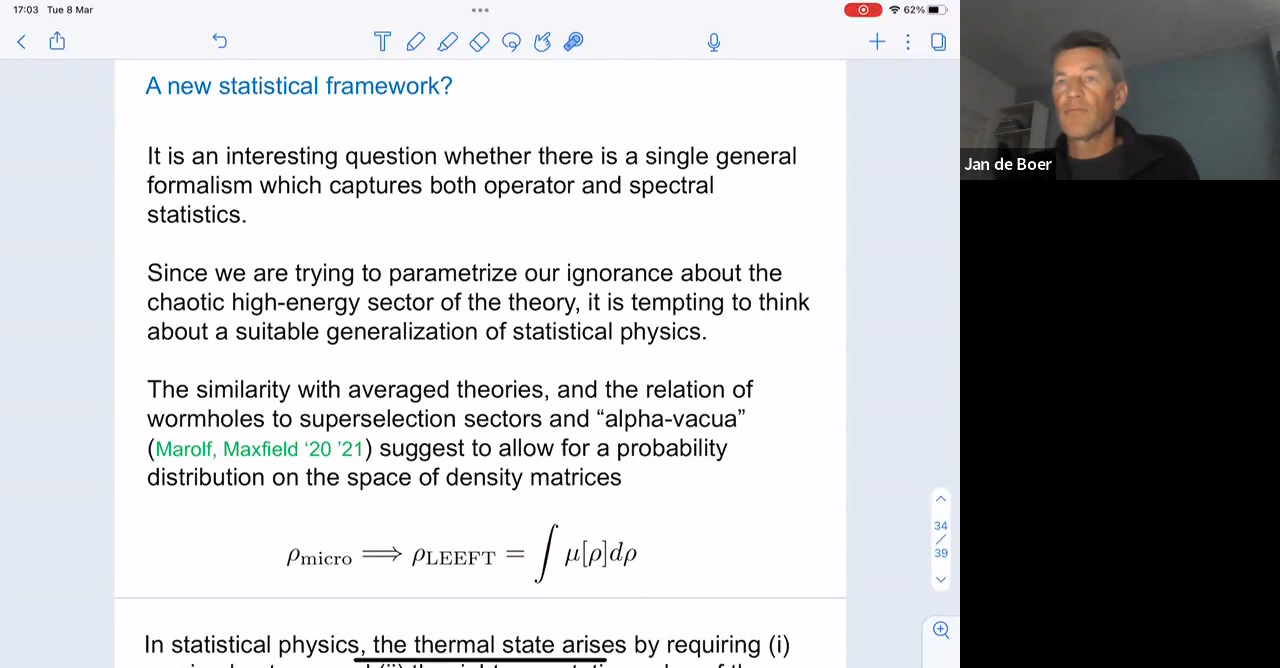 17:03 Tue 8 Mar
62%
A new statistical framework?
It is an interesting question whether there is a single general
formalism which captures both operator and spectral
statistics.
Since we are trying to parametrize our ignorance about the
chaotic high-energy sector of the theory, it is tempting to think
about a suitable generalization of statistical physics.
The similarity with averaged theories, and the relation of
wormholes to superselection sectors and “alpha-vacua”
(Marolf, Maxfield ‘20 ’21) suggest to allow for a probability
distribution on the space of density matrices
ρmicro ⟹ ρLEEFT = ∫ μ[ρ]dρ
In statistical physics, the thermal state arises by requiring (i)
Jan de Boer
34
/
39